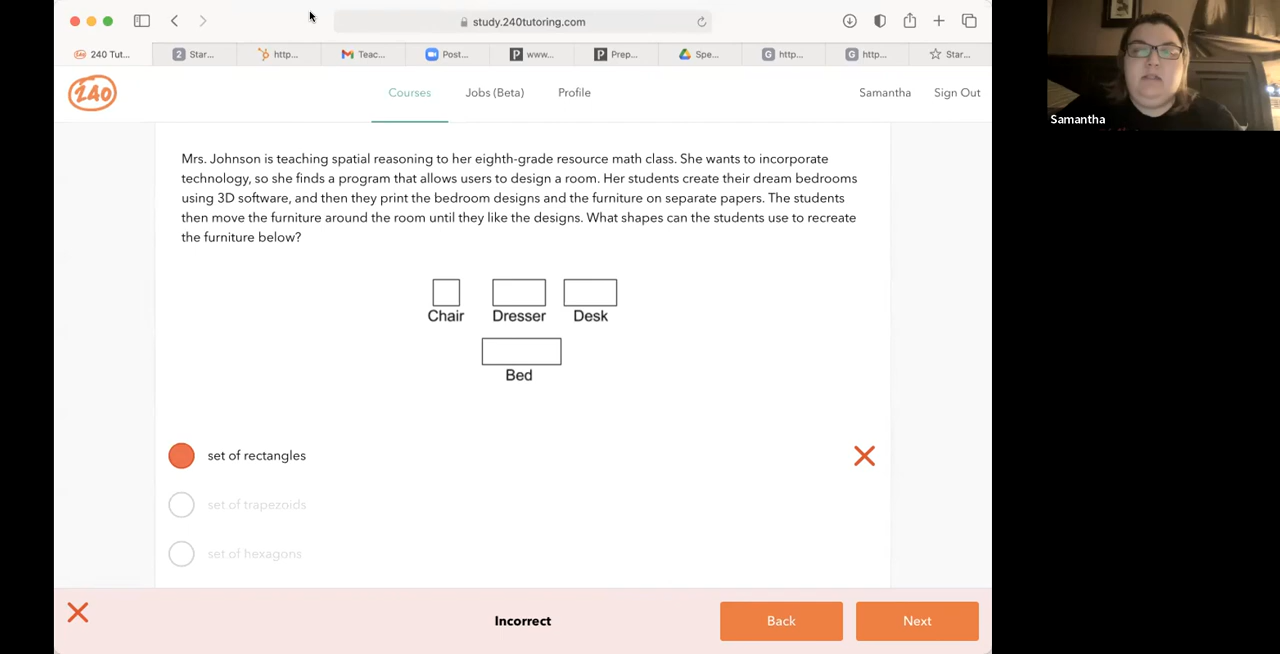 study.240tutoring.com
240 Tut... 2 Star... http... Teac... Post... P www... P Prep... Spe... G http... G http... Star...
240 Courses Jobs (Beta) Profile Samantha Sign Out
Samantha
Mrs. Johnson is teaching spatial reasoning to her eighth-grade resource math class. She wants to incorporate
technology, so she finds a program that allows users to design a room. Her students create their dream bedrooms
using 3D software, and then they print the bedroom designs and the furniture on separate papers. The students
then move the furniture around the room until they like the designs. What shapes can the students use to recreate
the furniture below?
Chair Dresser Desk
Bed
set of rectangles
set of trapezoids
set of hexagons
Incorrect Back Next